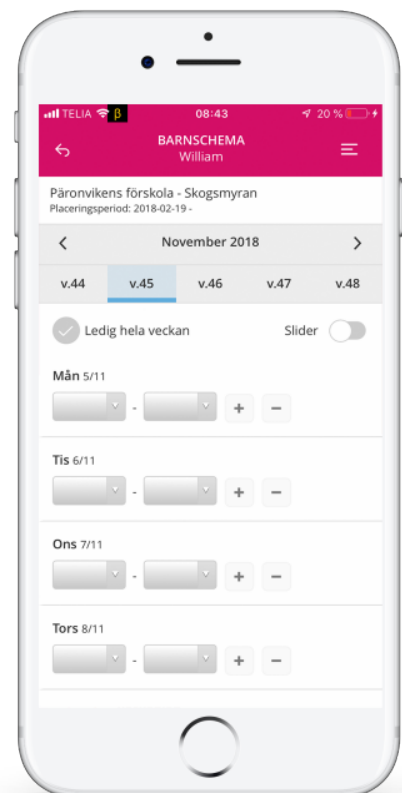 TELIA β 08:43 20 %
BARNSCHEMA
William
Päronvikens förskola - Skogsmyran
Placeringsperiod: 2018-02-19 -
November 2018
v.44 v.45 v.46 v.47 v.48
Ledig hela veckan Slider
Mån 5/11
- + −
Tis 6/11
- + −
Ons 7/11
- + −
Tors 8/11
- + −